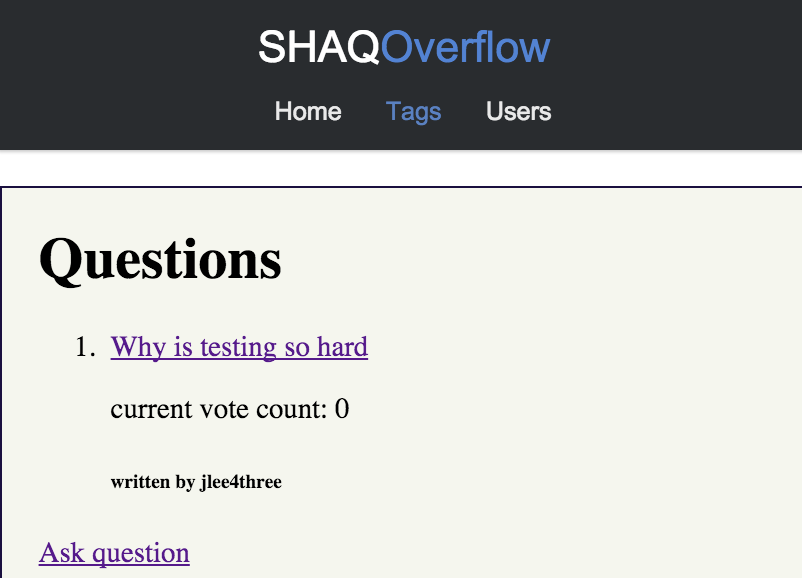 SHAQOverflow
Home Tags Users
Questions
1. Why is testing so hard
current vote count: 0
written by jlee4three
Ask question